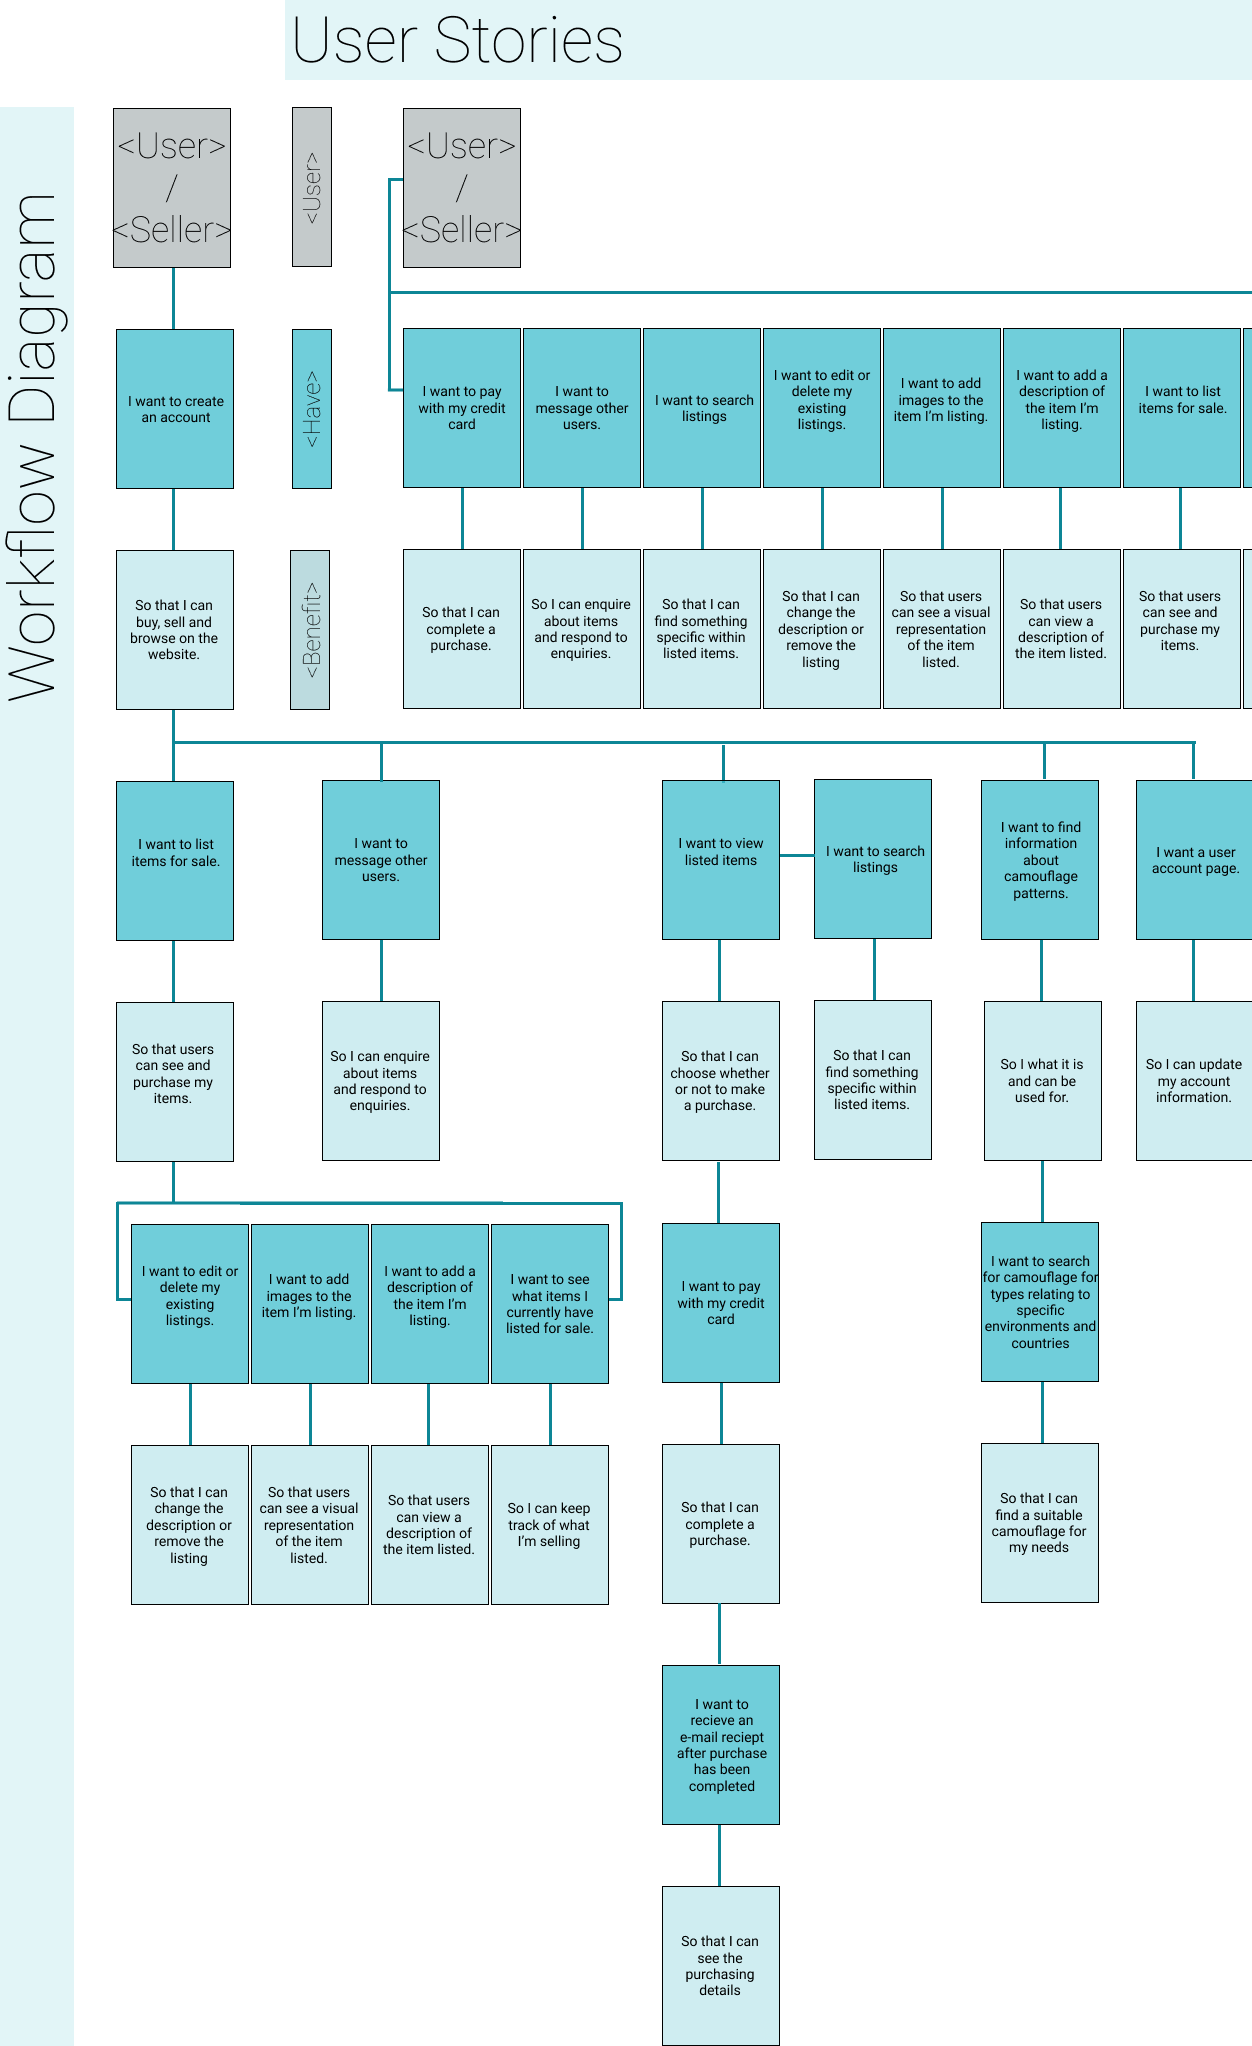 User Stories
Workflow Diagram
<User>
/
<Seller>
<User>
<User>
/
<Seller>
I want to create
an account
<Have>
I want to pay
with my credit
card
I want to
message other
users.
I want to search
listings
I want to edit or
delete my
existing
listings.
I want to add
images to the
item I'm listing.
I want to add a
description of
the item I'm
listing.
I want to list
items for sale.
So that I can
buy, sell and
browse on the
website.
<Benefit>
So that I can
complete a
purchase.
So I can enquire
about items
and respond to
enquiries.
So that I can
find something
specific within
listed items.
So that I can
change the
description or
remove the
listing
So that users
can see a visual
representation
of the item
listed.
So that users
can view a
description of
the item listed.
So that users
can see and
purchase my
items.
I want to list
items for sale.
I want to
message other
users.
I want to view
listed items
I want to search
listings
I want to find
information
about
camouflage
patterns.
I want a user
account page.
So that users
can see and
purchase my
items.
So I can enquire
about items
and respond to
enquiries.
So that I can
choose whether
or not to make
a purchase.
So that I can
find something
specific within
listed items.
So I what it is
and can be
used for.
So I can update
my account
information.
I want to edit or
delete my
existing
listings.
I want to add
images to the
item I'm listing.
I want to add a
description of
the item I'm
listing.
I want to see
what items I
currently have
listed for sale.
I want to pay
with my credit
card
I want to search
for camouflage for
types relating to
specific
environments and
countries
So that I can
change the
description or
remove the
listing
So that users
can see a visual
representation
of the item
listed.
So that users
can view a
description of
the item listed.
So I can keep
track of what
I'm selling
So that I can
complete a
purchase.
So that I can
find a suitable
camouflage for
my needs
I want to
recieve an
e-mail reciept
after purchase
has been
completed
So that I can
see the
purchasing
details